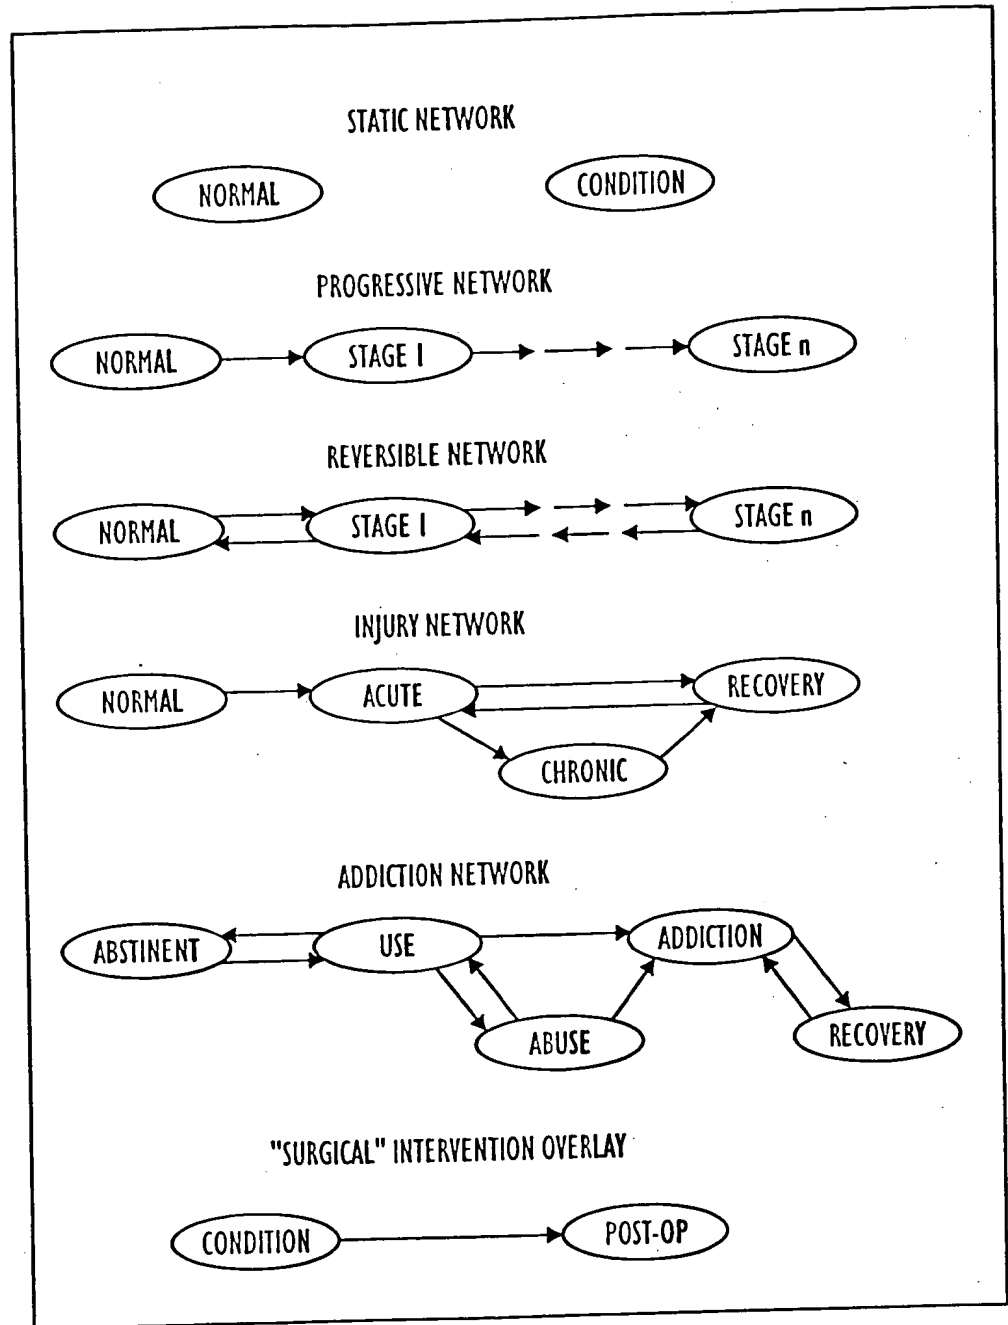 STATIC NETWORK
NORMAL CONDITION
PROGRESSIVE NETWORK
NORMAL STAGE I STAGE n
REVERSIBLE NETWORK
NORMAL STAGE I STAGE n
INJURY NETWORK
NORMAL ACUTE RECOVERY
CHRONIC
ADDICTION NETWORK
ABSTINENT USE ADDICTION
ABUSE RECOVERY
"SURGICAL" INTERVENTION OVERLAY
CONDITION POST-OP